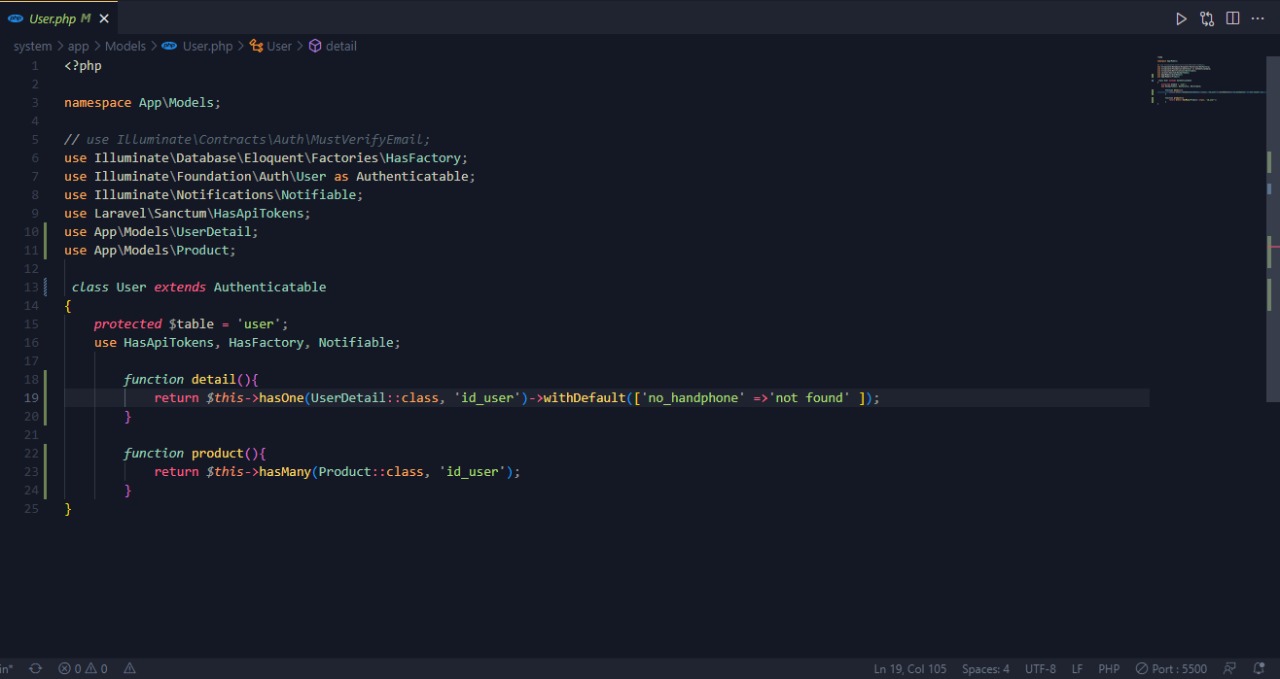 User.php M
system > app > Models > User.php > User > detail
1 <?php
2
3 namespace App\Models;
4
5 // use Illuminate\Contracts\Auth\MustVerifyEmail;
6 use Illuminate\Database\Eloquent\Factories\HasFactory;
7 use Illuminate\Foundation\Auth\User as Authenticatable;
8 use Illuminate\Notifications\Notifiable;
9 use Laravel\Sanctum\HasApiTokens;
10 use App\Models\UserDetail;
11 use App\Models\Product;
12
13  class User extends Authenticatable
14 {
15     protected $table = 'user';
16     use HasApiTokens, HasFactory, Notifiable;
17
18         function detail(){
19             return $this->hasOne(UserDetail::class, 'id_user')->withDefault(['no_handphone' =>'not found' ]);
20         }
21
22         function product(){
23             return $this->hasMany(Product::class, 'id_user');
24         }
25 }
in* 0 0 Ln 19, Col 105 Spaces: 4 UTF-8 LF PHP Port : 5500